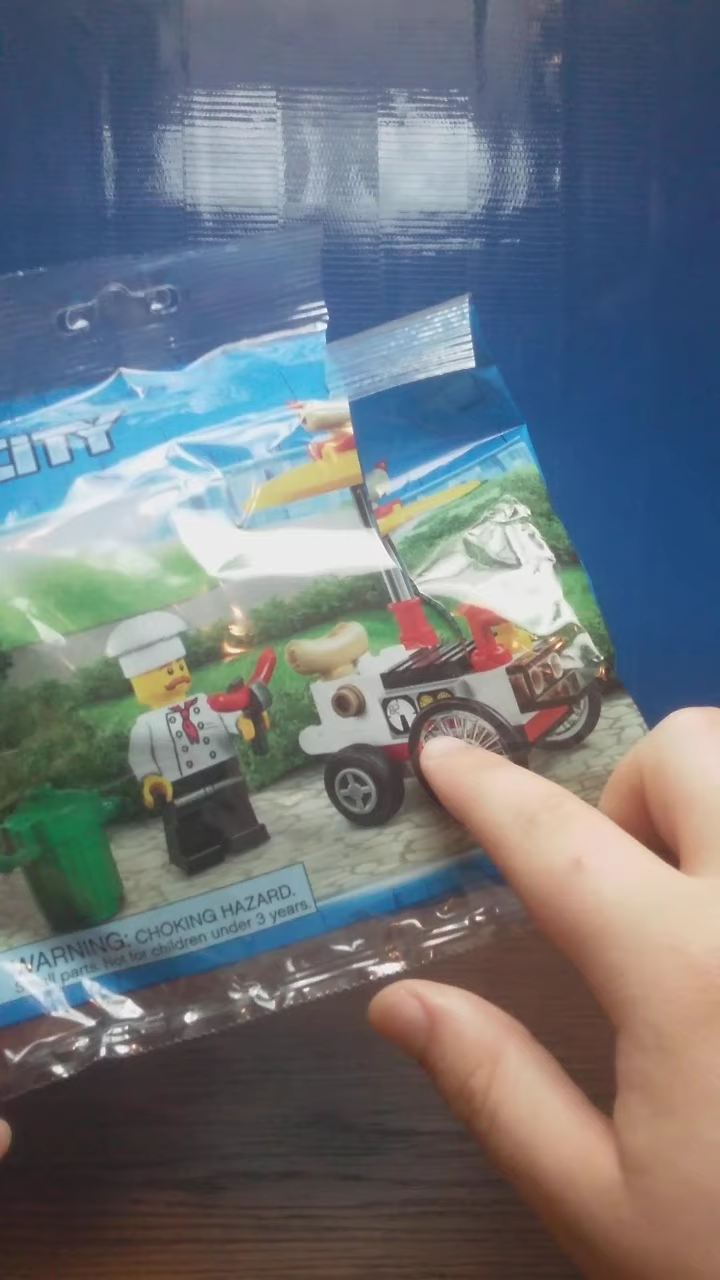 CITY
WARNING: CHOKING HAZARD.
Small parts. Not for children under 3 years.